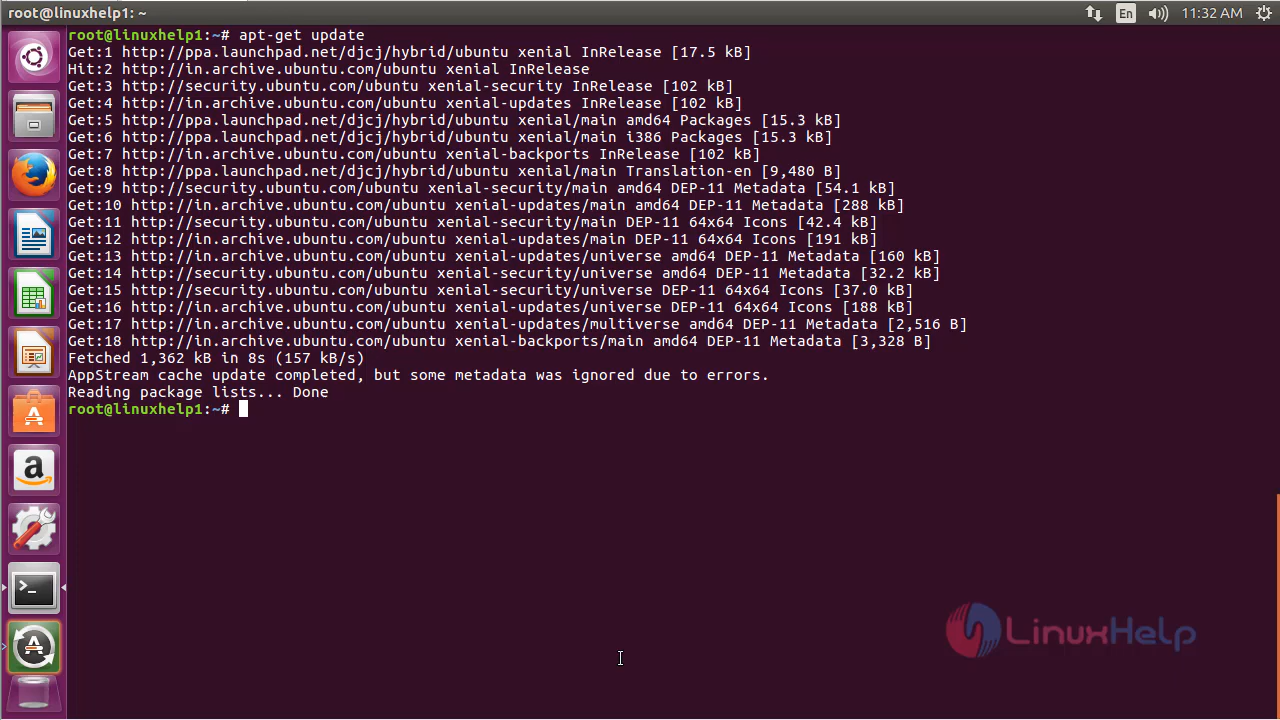 root@linuxhelp1: ~
En
11:32 AM
root@linuxhelp1:~# apt-get update
Get:1 http://ppa.launchpad.net/djcj/hybrid/ubuntu xenial InRelease [17.5 kB]
Hit:2 http://in.archive.ubuntu.com/ubuntu xenial InRelease
Get:3 http://security.ubuntu.com/ubuntu xenial-security InRelease [102 kB]
Get:4 http://in.archive.ubuntu.com/ubuntu xenial-updates InRelease [102 kB]
Get:5 http://ppa.launchpad.net/djcj/hybrid/ubuntu xenial/main amd64 Packages [15.3 kB]
Get:6 http://ppa.launchpad.net/djcj/hybrid/ubuntu xenial/main i386 Packages [15.3 kB]
Get:7 http://in.archive.ubuntu.com/ubuntu xenial-backports InRelease [102 kB]
Get:8 http://ppa.launchpad.net/djcj/hybrid/ubuntu xenial/main Translation-en [9,480 B]
Get:9 http://security.ubuntu.com/ubuntu xenial-security/main amd64 DEP-11 Metadata [54.1 kB]
Get:10 http://in.archive.ubuntu.com/ubuntu xenial-updates/main amd64 DEP-11 Metadata [288 kB]
Get:11 http://security.ubuntu.com/ubuntu xenial-security/main DEP-11 64x64 Icons [42.4 kB]
Get:12 http://in.archive.ubuntu.com/ubuntu xenial-updates/main DEP-11 64x64 Icons [191 kB]
Get:13 http://in.archive.ubuntu.com/ubuntu xenial-updates/universe amd64 DEP-11 Metadata [160 kB]
Get:14 http://security.ubuntu.com/ubuntu xenial-security/universe amd64 DEP-11 Metadata [32.2 kB]
Get:15 http://security.ubuntu.com/ubuntu xenial-security/universe DEP-11 64x64 Icons [37.0 kB]
Get:16 http://in.archive.ubuntu.com/ubuntu xenial-updates/universe DEP-11 64x64 Icons [188 kB]
Get:17 http://in.archive.ubuntu.com/ubuntu xenial-updates/multiverse amd64 DEP-11 Metadata [2,516 B]
Get:18 http://in.archive.ubuntu.com/ubuntu xenial-backports/main amd64 DEP-11 Metadata [3,328 B]
Fetched 1,362 kB in 8s (157 kB/s)
AppStream cache update completed, but some metadata was ignored due to errors.
Reading package lists... Done
root@linuxhelp1:~#
LinuxHelp